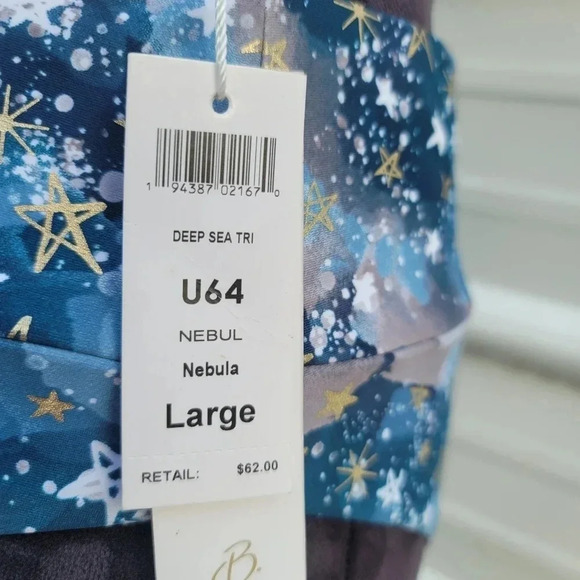 1 94387 02167 0
DEEP SEA TRI
U64
NEBUL
Nebula
Large
RETAIL: $62.00
B.